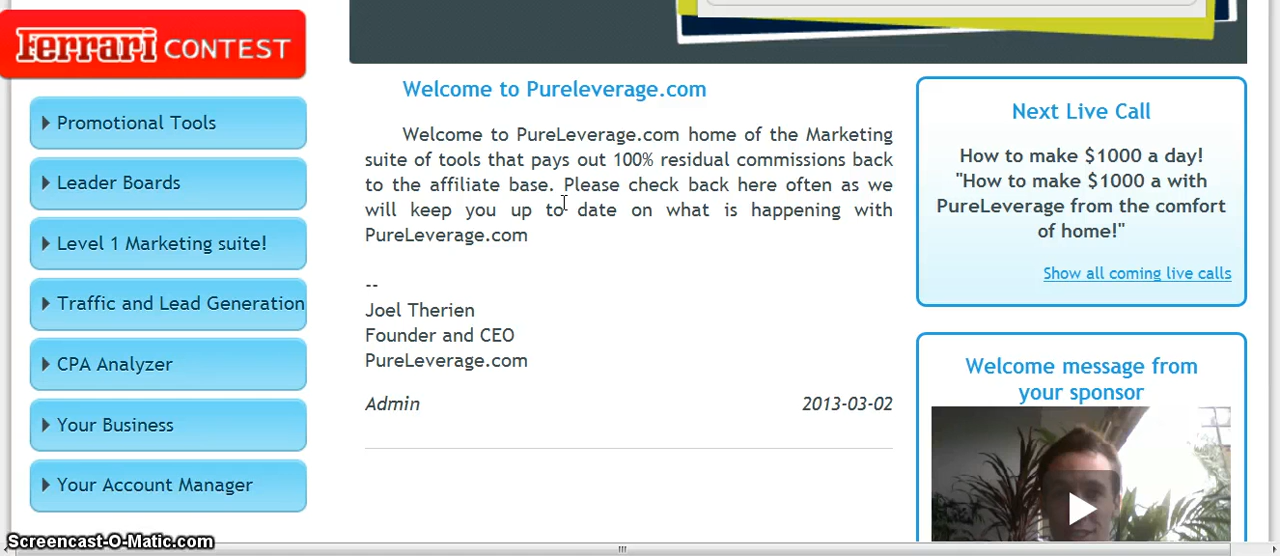 Ferrari CONTEST
Promotional Tools
Leader Boards
Level 1 Marketing suite!
Traffic and Lead Generation
CPA Analyzer
Your Business
Your Account Manager
Welcome to Pureleverage.com
Welcome to PureLeverage.com home of the Marketing
suite of tools that pays out 100% residual commissions back
to the affiliate base. Please check back here often as we
will keep you up to date on what is happening with
PureLeverage.com
--
Joel Therien
Founder and CEO
PureLeverage.com
Admin 2013-03-02
Next Live Call
How to make $1000 a day!
"How to make $1000 a with
PureLeverage from the comfort
of home!"
Show all coming live calls
Welcome message from
your sponsor
Screencast-O-Matic.com